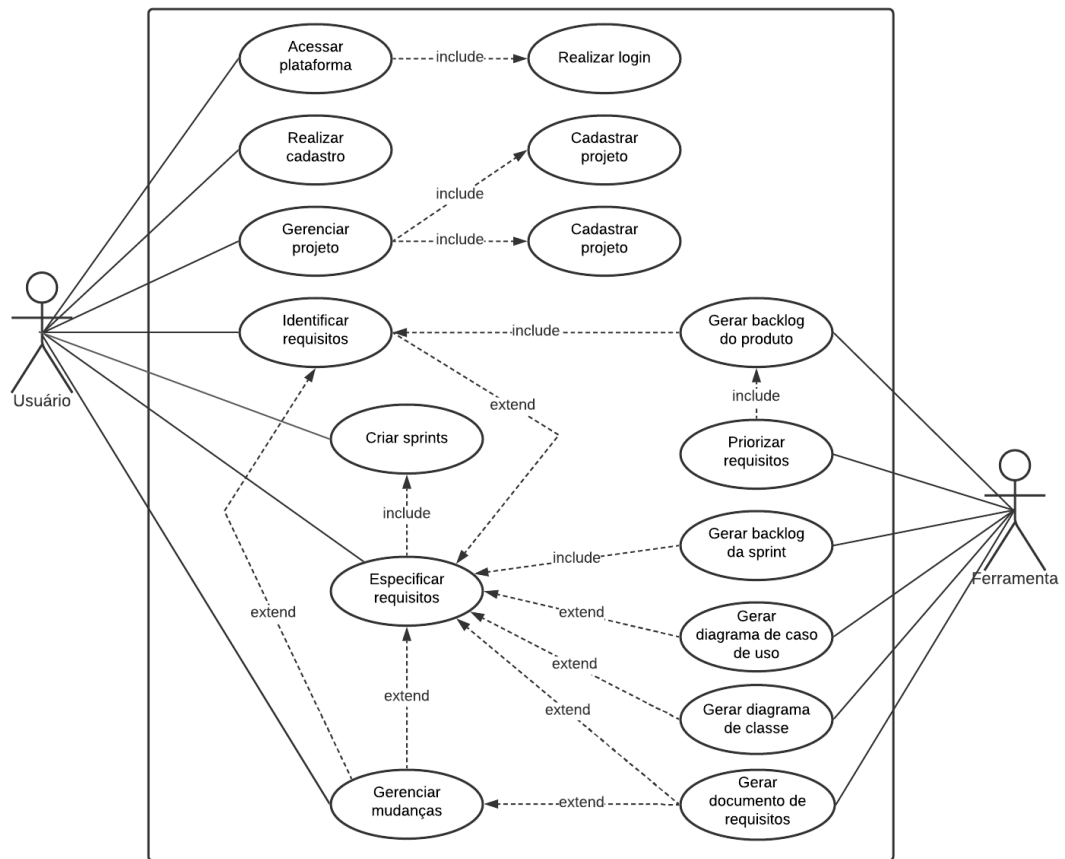 Acessar
plataforma
include
Realizar login
Realizar
cadastro
Cadastrar
projeto
include
Gerenciar
projeto
include
Cadastrar
projeto
Identificar
requisitos
include
Gerar backlog
do produto
Usuário
extend
include
Criar sprints
Priorizar
requisitos
include
Gerar backlog
da sprint
include
Especificar
requisitos
Ferramenta
extend
extend
Gerar
diagrama de caso
de uso
extend
extend
Gerar diagrama
de classe
extend
Gerenciar
mudanças
extend
Gerar
documento de
requisitos